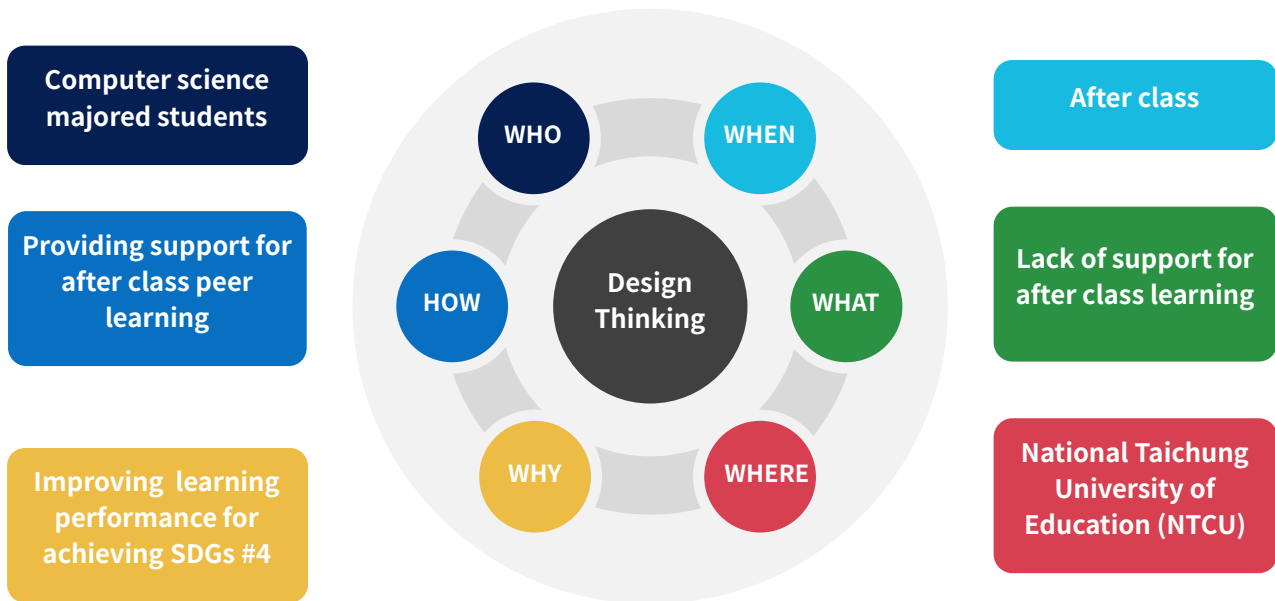 Computer science
majored students
Providing support for
after class peer
learning
Improving learning
performance for
achieving SDGs #4
WHO
WHEN
HOW
Design
Thinking
WHAT
WHY
WHERE
After class
Lack of support for
after class learning
National Taichung
University of
Education (NTCU)